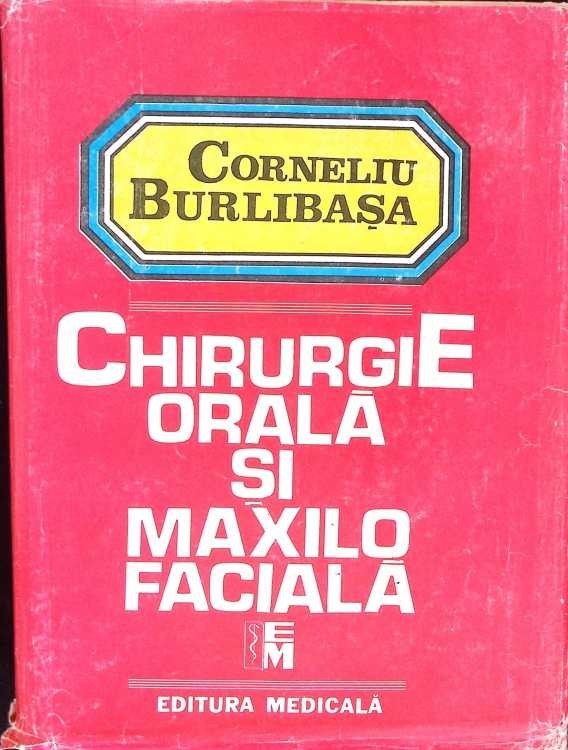 CORNELIU
BURLIBAȘA
CHIRURGIE
ORALĂ
ȘI
MAXILO
FACIALĂ
EM
EDITURA MEDICALĂ